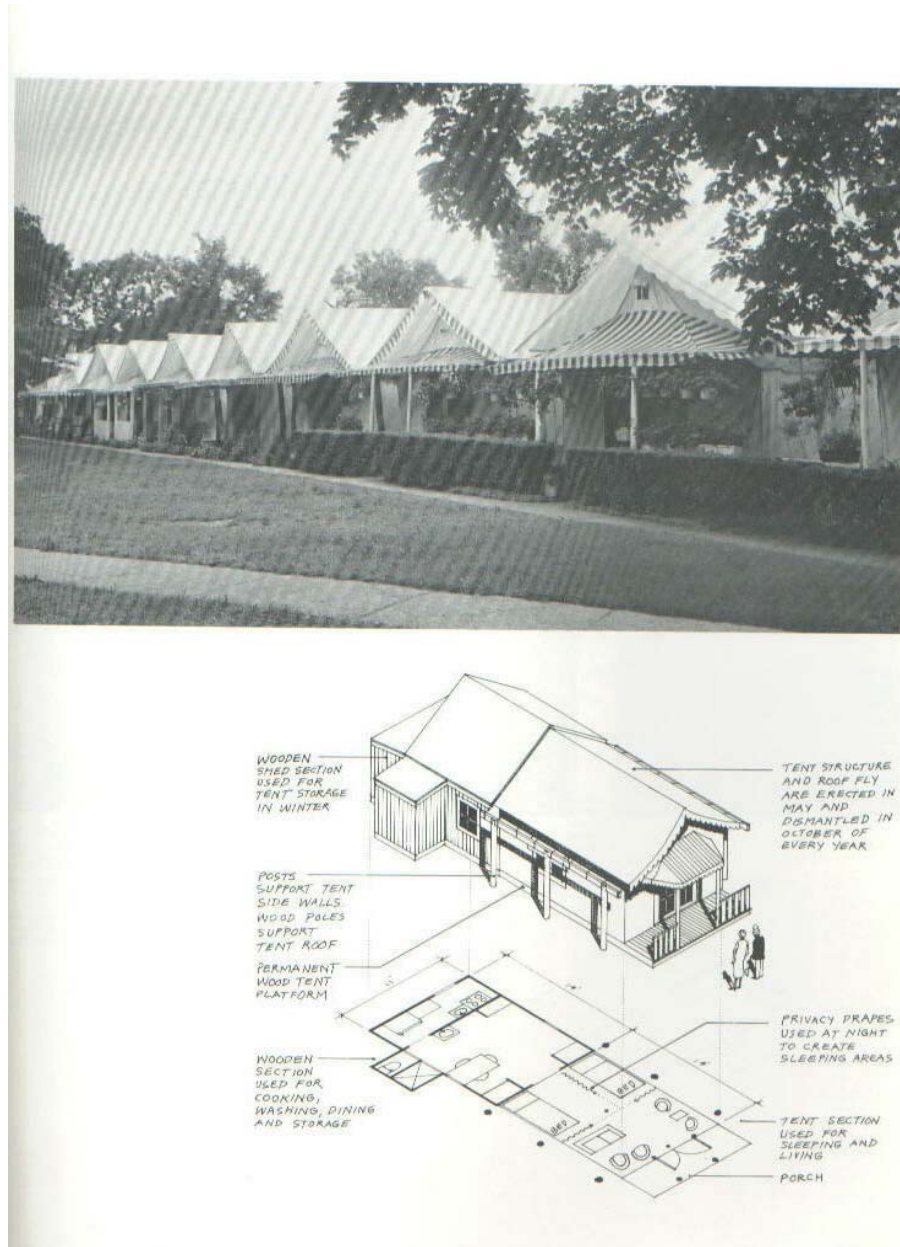 WOODEN
SHED SECTION
USED FOR
TENT STORAGE
IN WINTER
POSTS
SUPPORT TENT
SIDE WALLS.
WOOD POLES
SUPPORT
TENT ROOF
PERMANENT
WOOD TENT
PLATFORM
WOODEN
SECTION
USED FOR
COOKING,
WASHING, DINING
AND STORAGE
TENT STRUCTURE
AND ROOF FLY
ARE ERECTED IN
MAY AND
DISMANTLED IN
OCTOBER OF
EVERY YEAR
PRIVACY DRAPES
USED AT NIGHT
TO CREATE
SLEEPING AREAS
TENT SECTION
USED FOR
SLEEPING AND
LIVING
PORCH
BED
BED